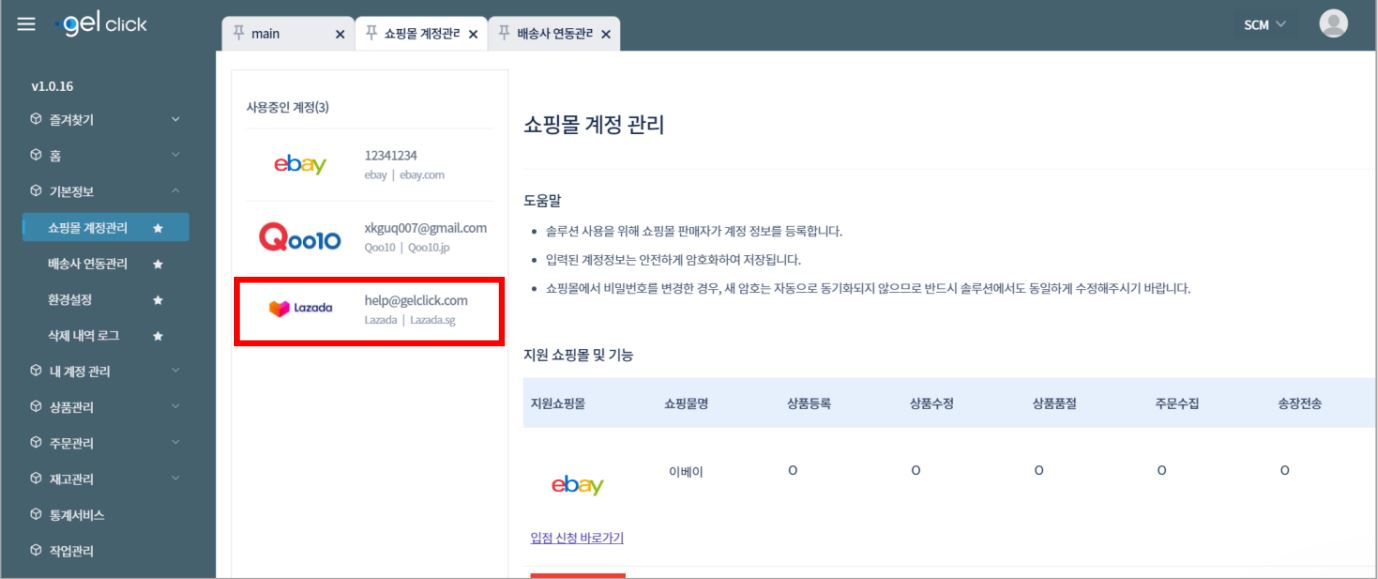 gel click
main
쇼핑몰 계정관리
배송사 연동관리
SCM
v1.0.16
즐겨찾기
홈
기본정보
쇼핑몰 계정관리
배송사 연동관리
환경설정
삭제 내역 로그
내 계정 관리
상품관리
주문관리
재고관리
통계서비스
작업관리
사용중인 계정(3)
ebay
12341234
ebay | ebay.com
Qoo10
xkguq007@gmail.com
Qoo10 | Qoo10.jp
Lazada
help@gelclick.com
Lazada | Lazada.sg
쇼핑몰 계정 관리
도움말
• 솔루션 사용을 위해 쇼핑몰 판매자가 계정 정보를 등록합니다.
• 입력된 계정정보는 안전하게 암호화하여 저장됩니다.
• 쇼핑몰에서 비밀번호를 변경한 경우, 새 암호는 자동으로 동기화되지 않으므로 반드시 솔루션에서도 동일하게 수정해주시기 바랍니다.
지원 쇼핑몰 및 기능
지원쇼핑몰 쇼핑몰명 상품등록 상품수정 상품품절 주문수집 송장전송
ebay 이베이 O O O O O
입점 신청 바로가기